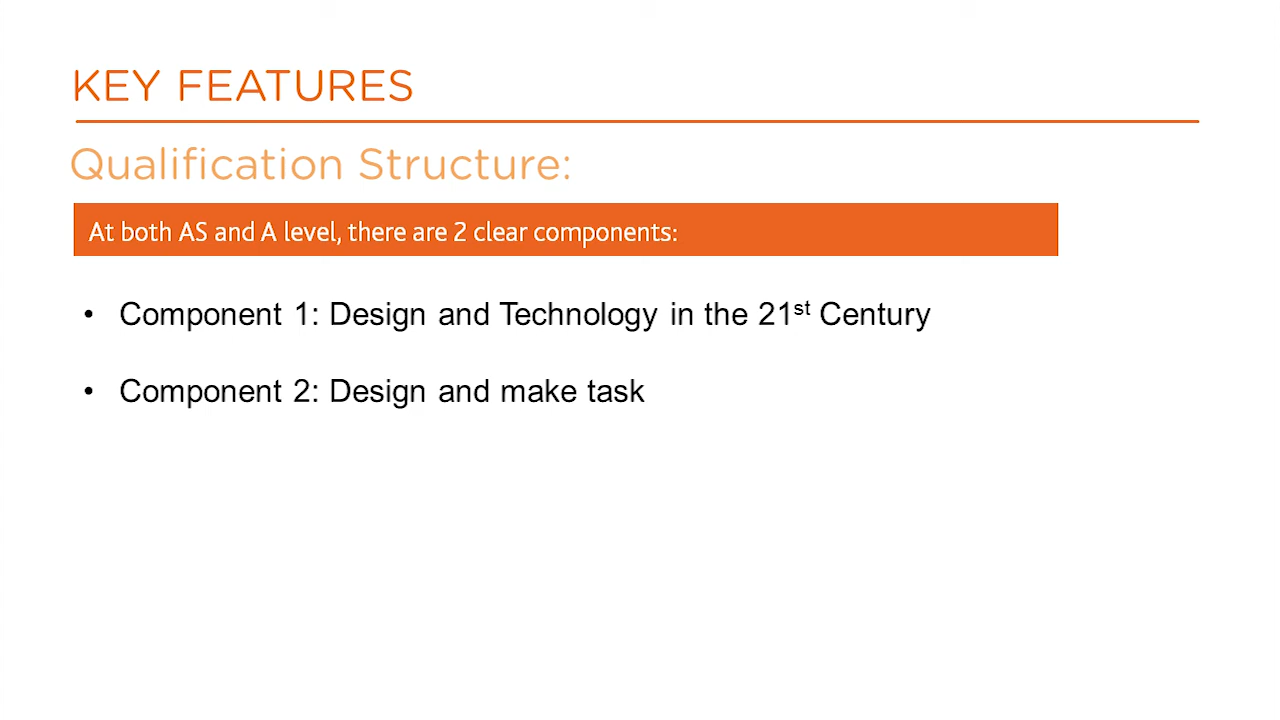 KEY FEATURES
Qualification Structure:
At both AS and A level, there are 2 clear components:
• Component 1: Design and Technology in the 21st Century
• Component 2: Design and make task